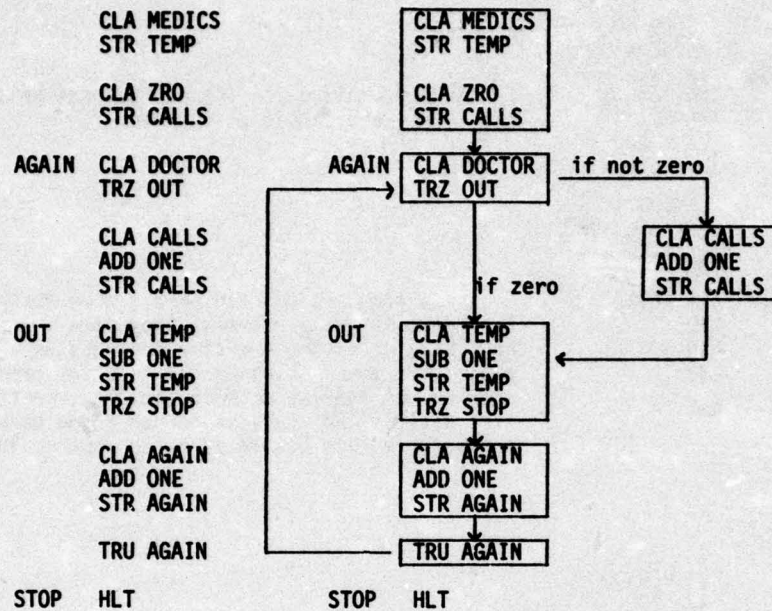 CLA MEDICS
STR TEMP
CLA ZRO
STR CALLS
AGAIN CLA DOCTOR
TRZ OUT
CLA CALLS
ADD ONE
STR CALLS
OUT CLA TEMP
SUB ONE
STR TEMP
TRZ STOP
CLA AGAIN
ADD ONE
STR AGAIN
TRU AGAIN
STOP HLT
CLA MEDICS
STR TEMP
CLA ZRO
STR CALLS
AGAIN CLA DOCTOR
TRZ OUT
if not zero
CLA CALLS
ADD ONE
STR CALLS
if zero
OUT CLA TEMP
SUB ONE
STR TEMP
TRZ STOP
CLA AGAIN
ADD ONE
STR AGAIN
TRU AGAIN
STOP HLT